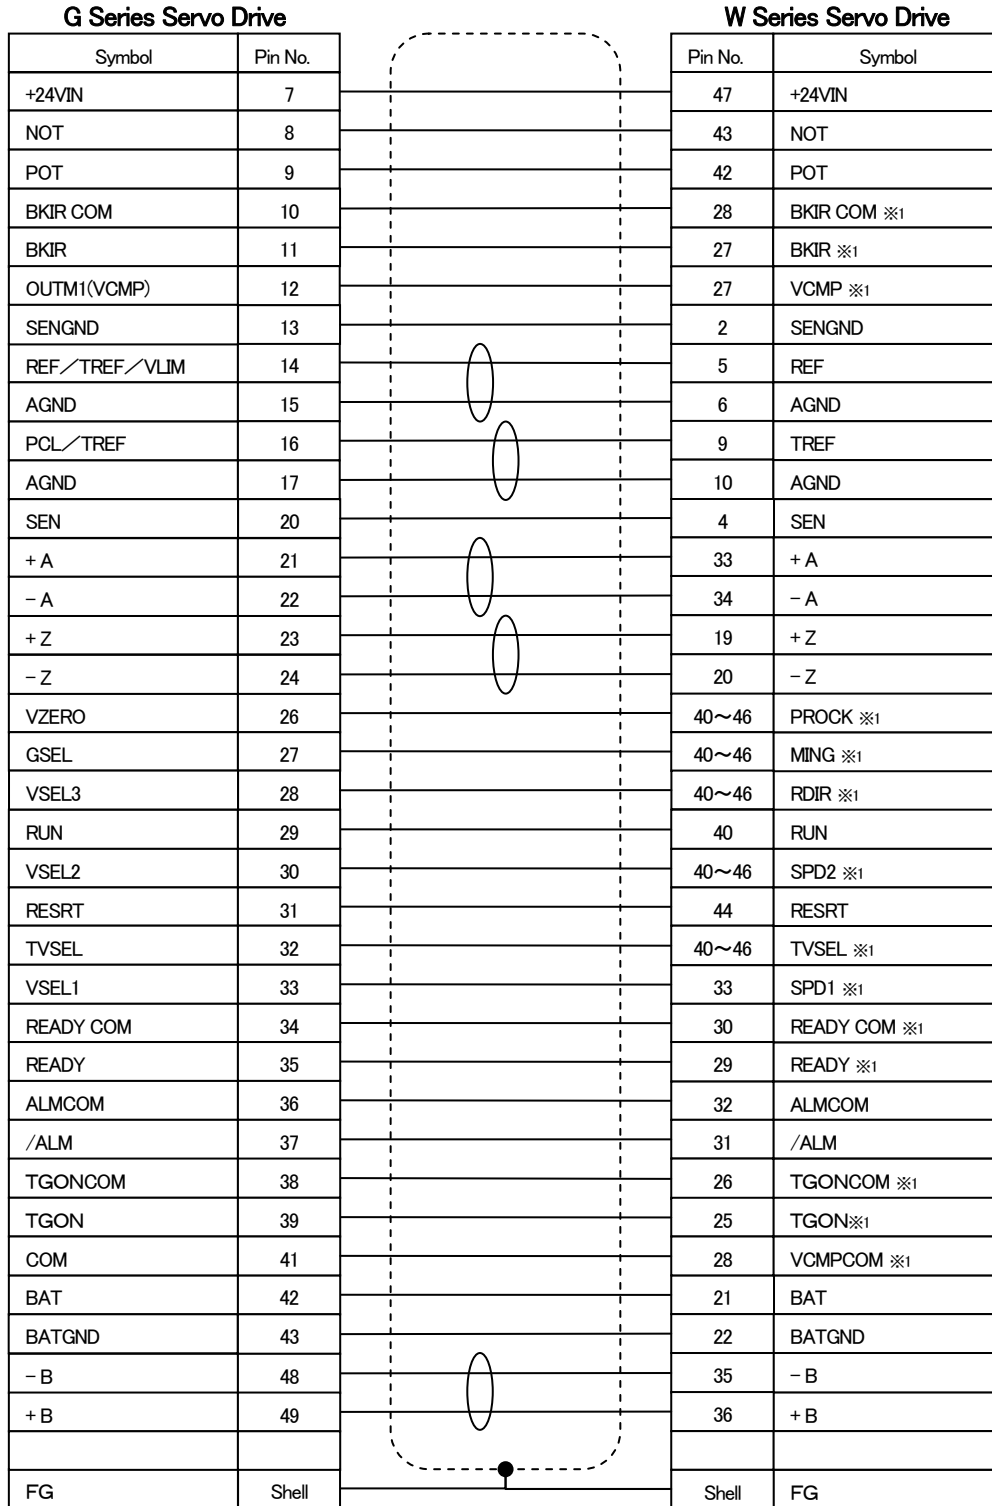 G Series Servo Drive W Series Servo Drive
Symbol Pin No. Pin No. Symbol
+24VIN 7 47 +24VIN
NOT 8 43 NOT
POT 9 42 POT
BKIR COM 10 28 BKIR COM ※1
BKIR 11 27 BKIR ※1
OUTM1(VCMP) 12 27 VCMP ※1
SENGND 13 2 SENGND
REF／TREF／VLIM 14 5 REF
AGND 15 6 AGND
PCL／TREF 16 9 TREF
AGND 17 10 AGND
SEN 20 4 SEN
+A 21 33 +A
−A 22 34 −A
+Z 23 19 +Z
−Z 24 20 −Z
VZERO 26 40～46 PROCK ※1
GSEL 27 40～46 MING ※1
VSEL3 28 40～46 RDIR ※1
RUN 29 40 RUN
VSEL2 30 40～46 SPD2 ※1
RESRT 31 44 RESRT
TVSEL 32 40～46 TVSEL ※1
VSEL1 33 33 SPD1 ※1
READY COM 34 30 READY COM ※1
READY 35 29 READY ※1
ALMCOM 36 32 ALMCOM
/ALM 37 31 /ALM
TGONCOM 38 26 TGONCOM ※1
TGON 39 25 TGON※1
COM 41 28 VCMPCOM ※1
BAT 42 21 BAT
BATGND 43 22 BATGND
−B 48 35 −B
+B 49 36 +B
FG Shell Shell FG